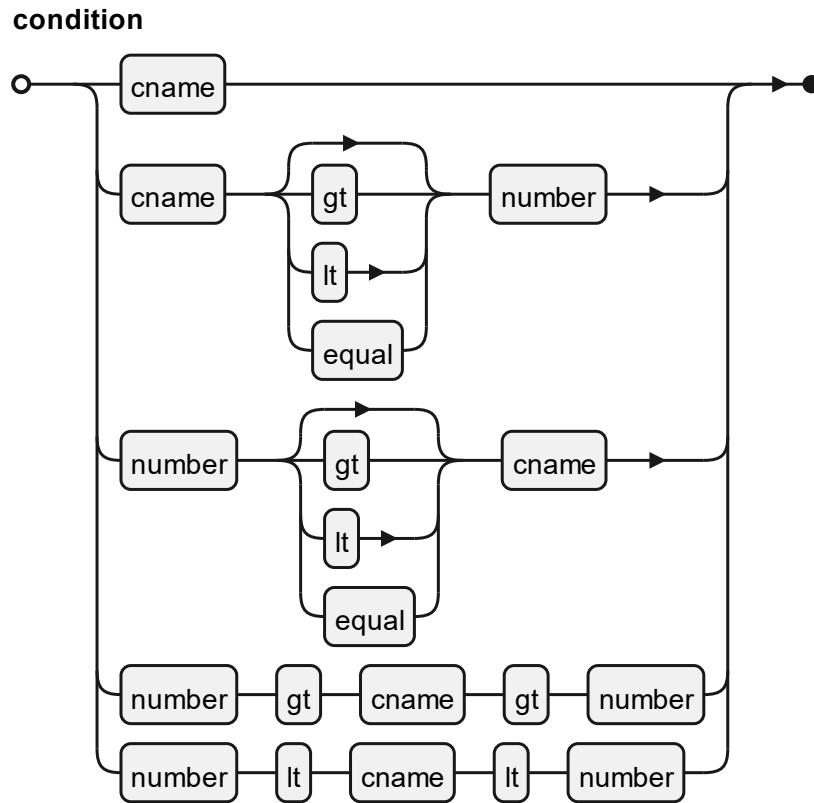 condition
cname
cname gt number
lt
equal
number gt cname
lt
equal
number gt cname gt number
number lt cname lt number